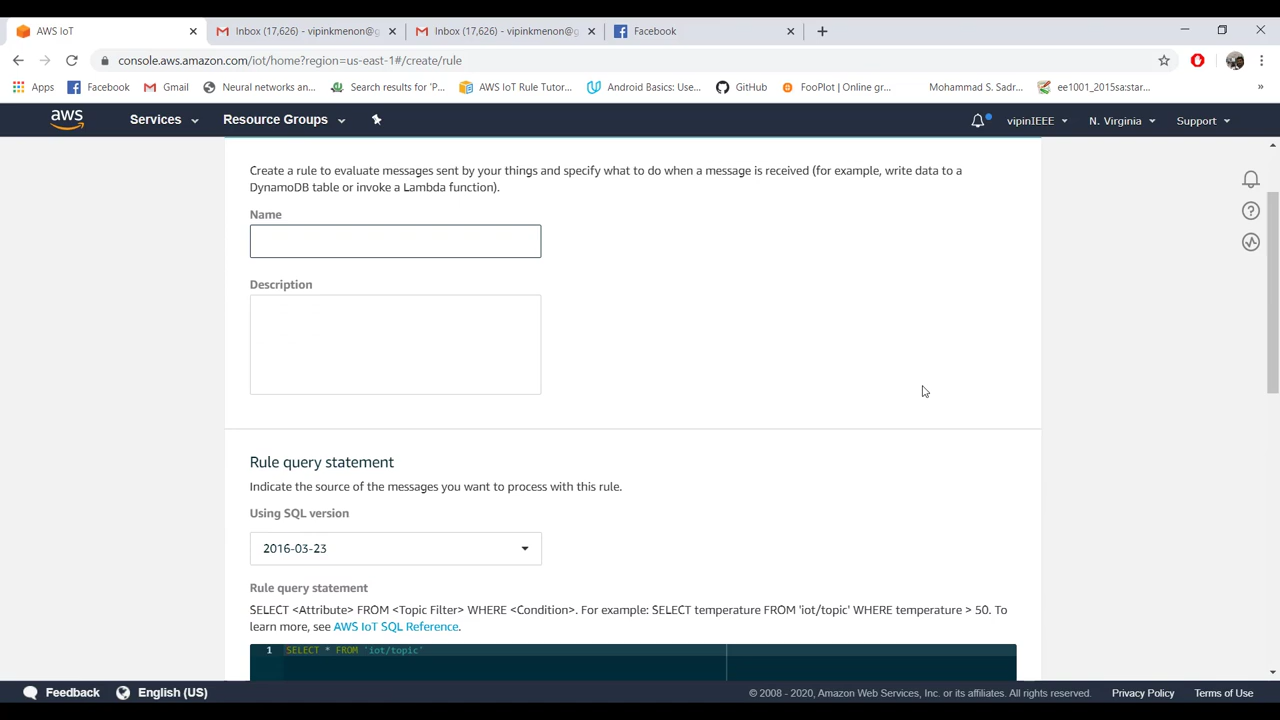 AWS IoT
Inbox (17,626) - vipinkmenon@g
Inbox (17,626) - vipinkmenon@g
Facebook
console.aws.amazon.com/iot/home?region=us-east-1#/create/rule
Apps
Facebook
Gmail
Neural networks an...
Search results for 'P...
AWS IoT Rule Tutor...
Android Basics: Use...
GitHub
FooPlot | Online gr...
Mohammad S. Sadr...
ee1001_2015sa:star...
»
aws
Services
Resource Groups
vipinIEEE
N. Virginia
Support
Create a rule to evaluate messages sent by your things and specify what to do when a message is received (for example, write data to a
DynamoDB table or invoke a Lambda function).
Name
Description
Rule query statement
Indicate the source of the messages you want to process with this rule.
Using SQL version
2016-03-23
Rule query statement
SELECT <Attribute> FROM <Topic Filter> WHERE <Condition>. For example: SELECT temperature FROM 'iot/topic' WHERE temperature > 50. To
learn more, see AWS IoT SQL Reference.
1 SELECT * FROM 'iot/topic'
Feedback
English (US)
© 2008 - 2020, Amazon Web Services, Inc. or its affiliates. All rights reserved.
Privacy Policy
Terms of Use